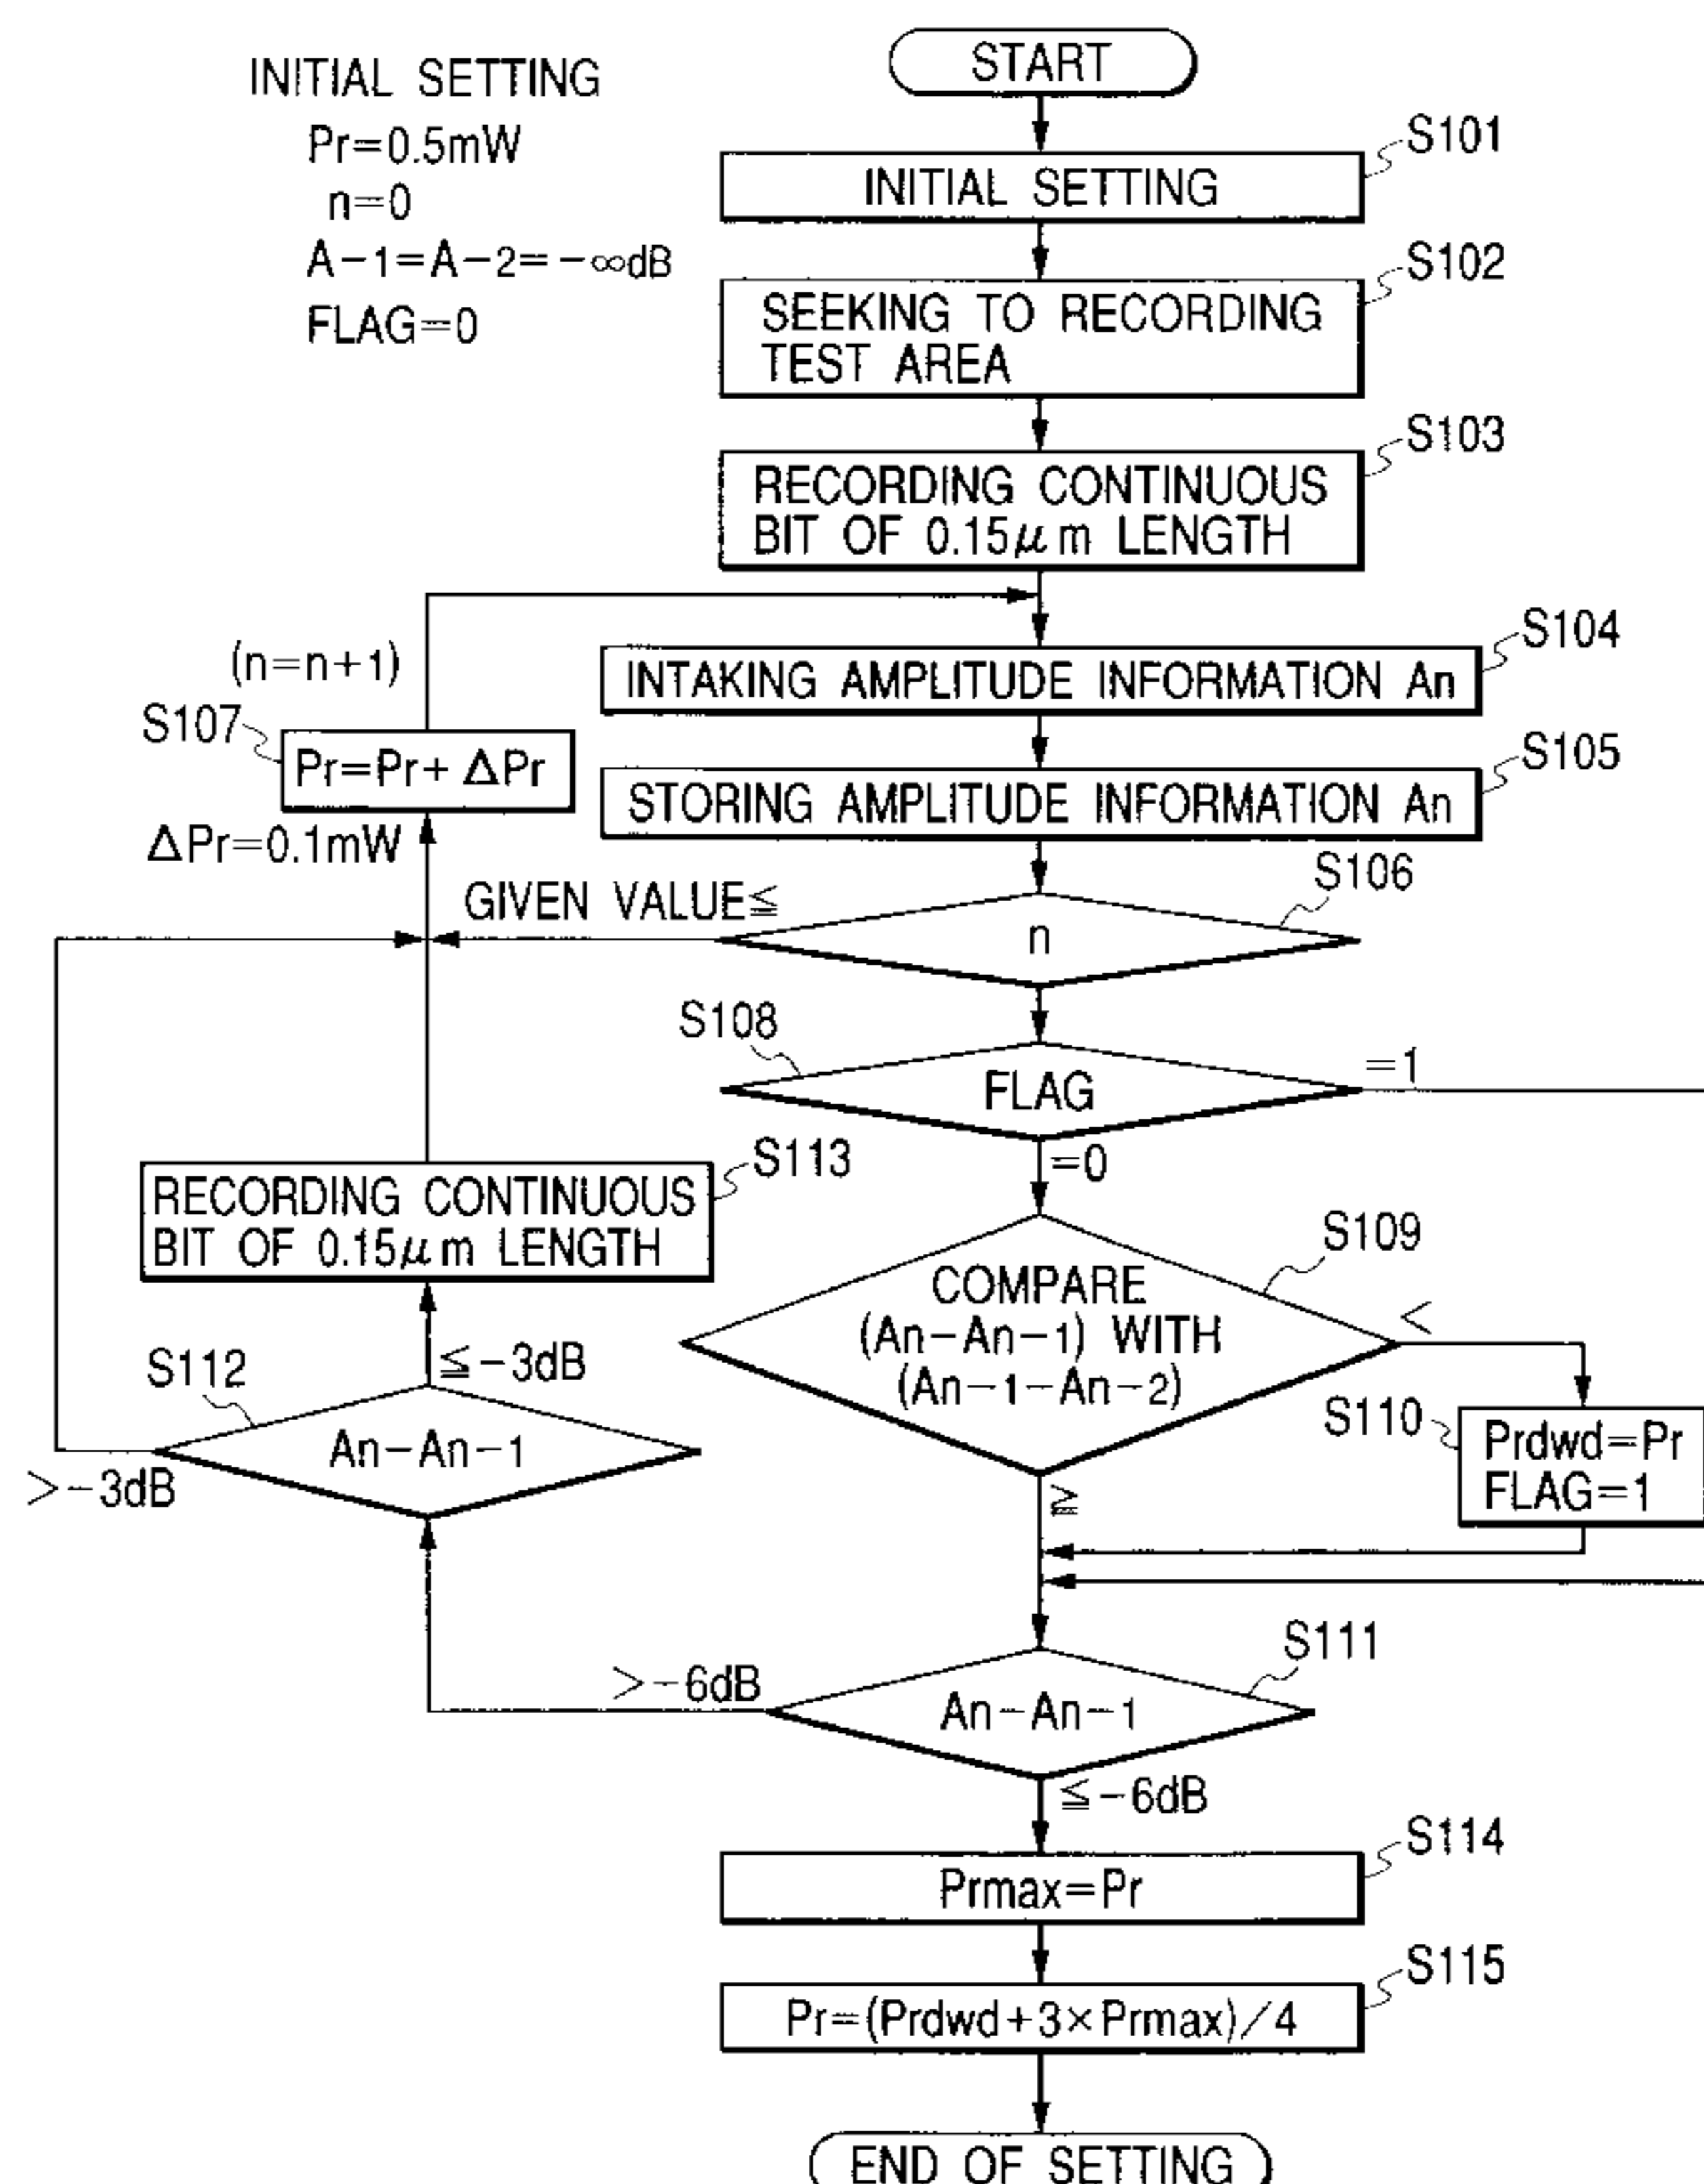 INITIAL SETTING
Pr=0.5mW
n=0
A-1=A-2=-∞dB
FLAG=0
START
S101
INITIAL SETTING
S102
SEEKING TO RECORDING
TEST AREA
S103
RECORDING CONTINUOUS
BIT OF 0.15μm LENGTH
S104
INTAKING AMPLITUDE INFORMATION An
(n=n+1)
S107
Pr=Pr+ ΔPr
ΔPr=0.1mW
S105
STORING AMPLITUDE INFORMATION An
S106
GIVEN VALUE≦
n
S108
FLAG
=1
=0
S113
RECORDING CONTINUOUS
BIT OF 0.15μm LENGTH
S109
COMPARE
(An-An-1) WITH
(An-1-An-2)
<
≧
S110
Prdwd=Pr
FLAG=1
S112
≦-3dB
An-An-1
>-3dB
S111
>-6dB
An-An-1
≦-6dB
S114
Prmax=Pr
S115
Pr=(Prdwd+3×Prmax)/4
END OF SETTING